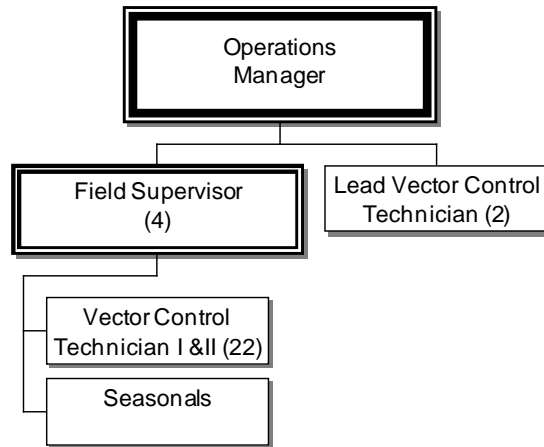 Operations
Manager
Field Supervisor
(4)
Lead Vector Control
Technician (2)
Vector Control
Technician I &II (22)
Seasonals